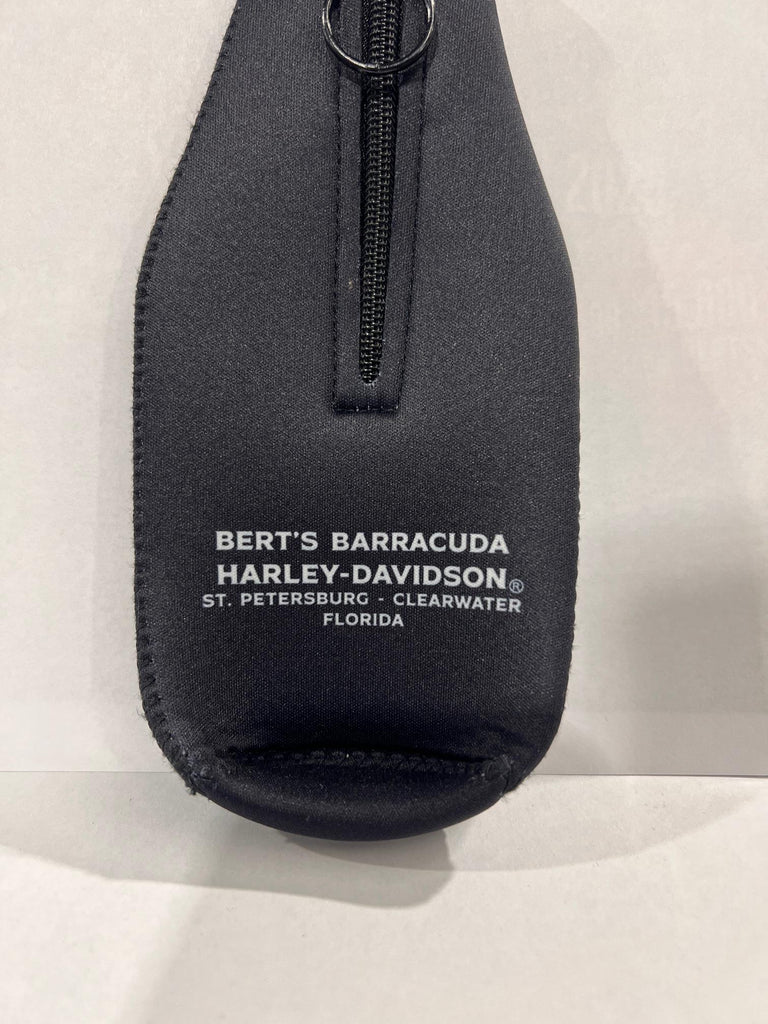 BERT'S BARRACUDA
HARLEY-DAVIDSON®
ST. PETERSBURG - CLEARWATER
FLORIDA